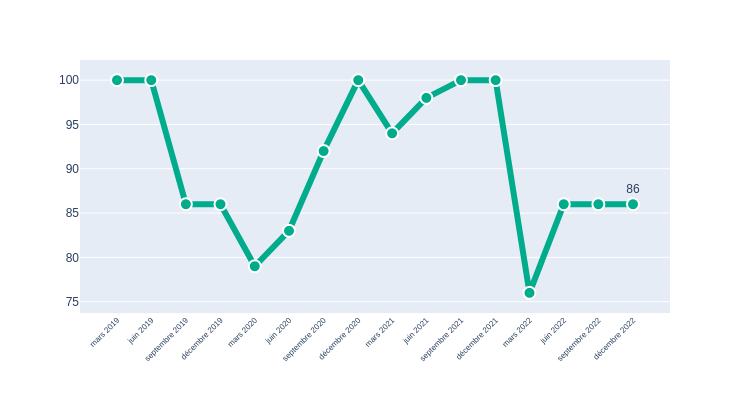 100
95
90
85
80
75
86
mars 2019
juin 2019
septembre 2019
décembre 2019
mars 2020
juin 2020
septembre 2020
décembre 2020
mars 2021
juin 2021
septembre 2021
décembre 2021
mars 2022
juin 2022
septembre 2022
décembre 2022